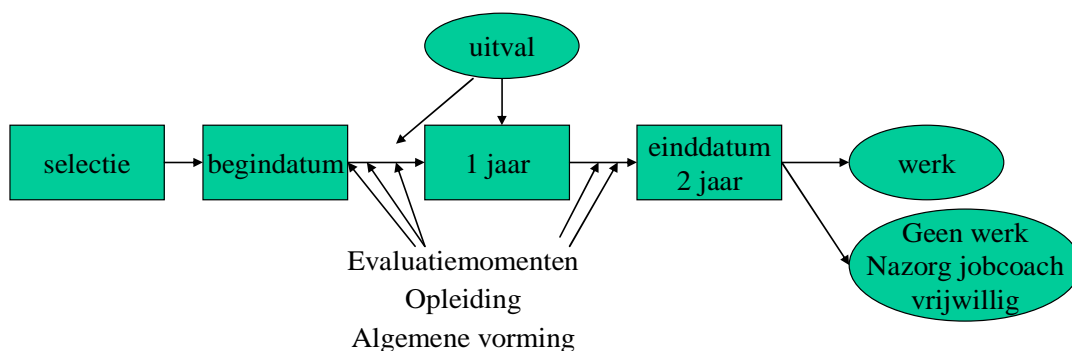 uitval
selectie
begindatum
1 jaar
einddatum
2 jaar
werk
Evaluatiemomenten
Opleiding
Algemene vorming
Geen werk
Nazorg jobcoach
vrijwillig